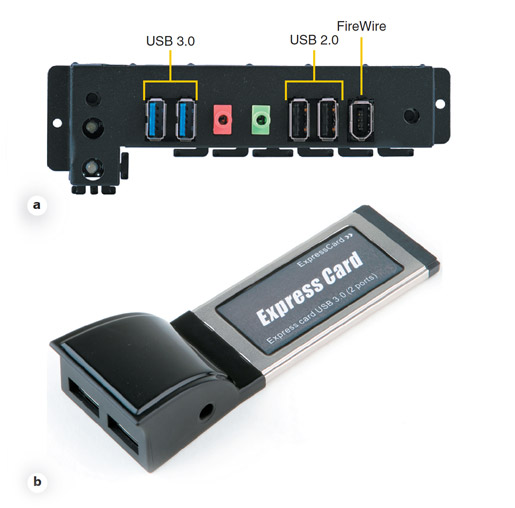 FireWire
USB 3.0
USB 2.0
a
ExpressCard >>
Express Card
Express card USB 3.0 (2 ports)
b